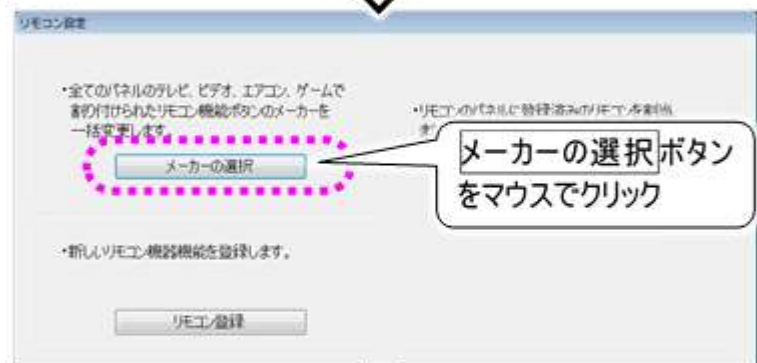 リモコン設定
・全てのパネルのテレビ、ビデオ、エアコン、ゲームで
割り付けられたリモコン機能ボタンのメーカーを
一括変更します。
メーカーの選択
・リモコンのパネルに登録済みのリモコンを割当
メーカーの選択ボタン
をマウスでクリック
・新しいリモコン機器機能を登録します。
リモコン登録